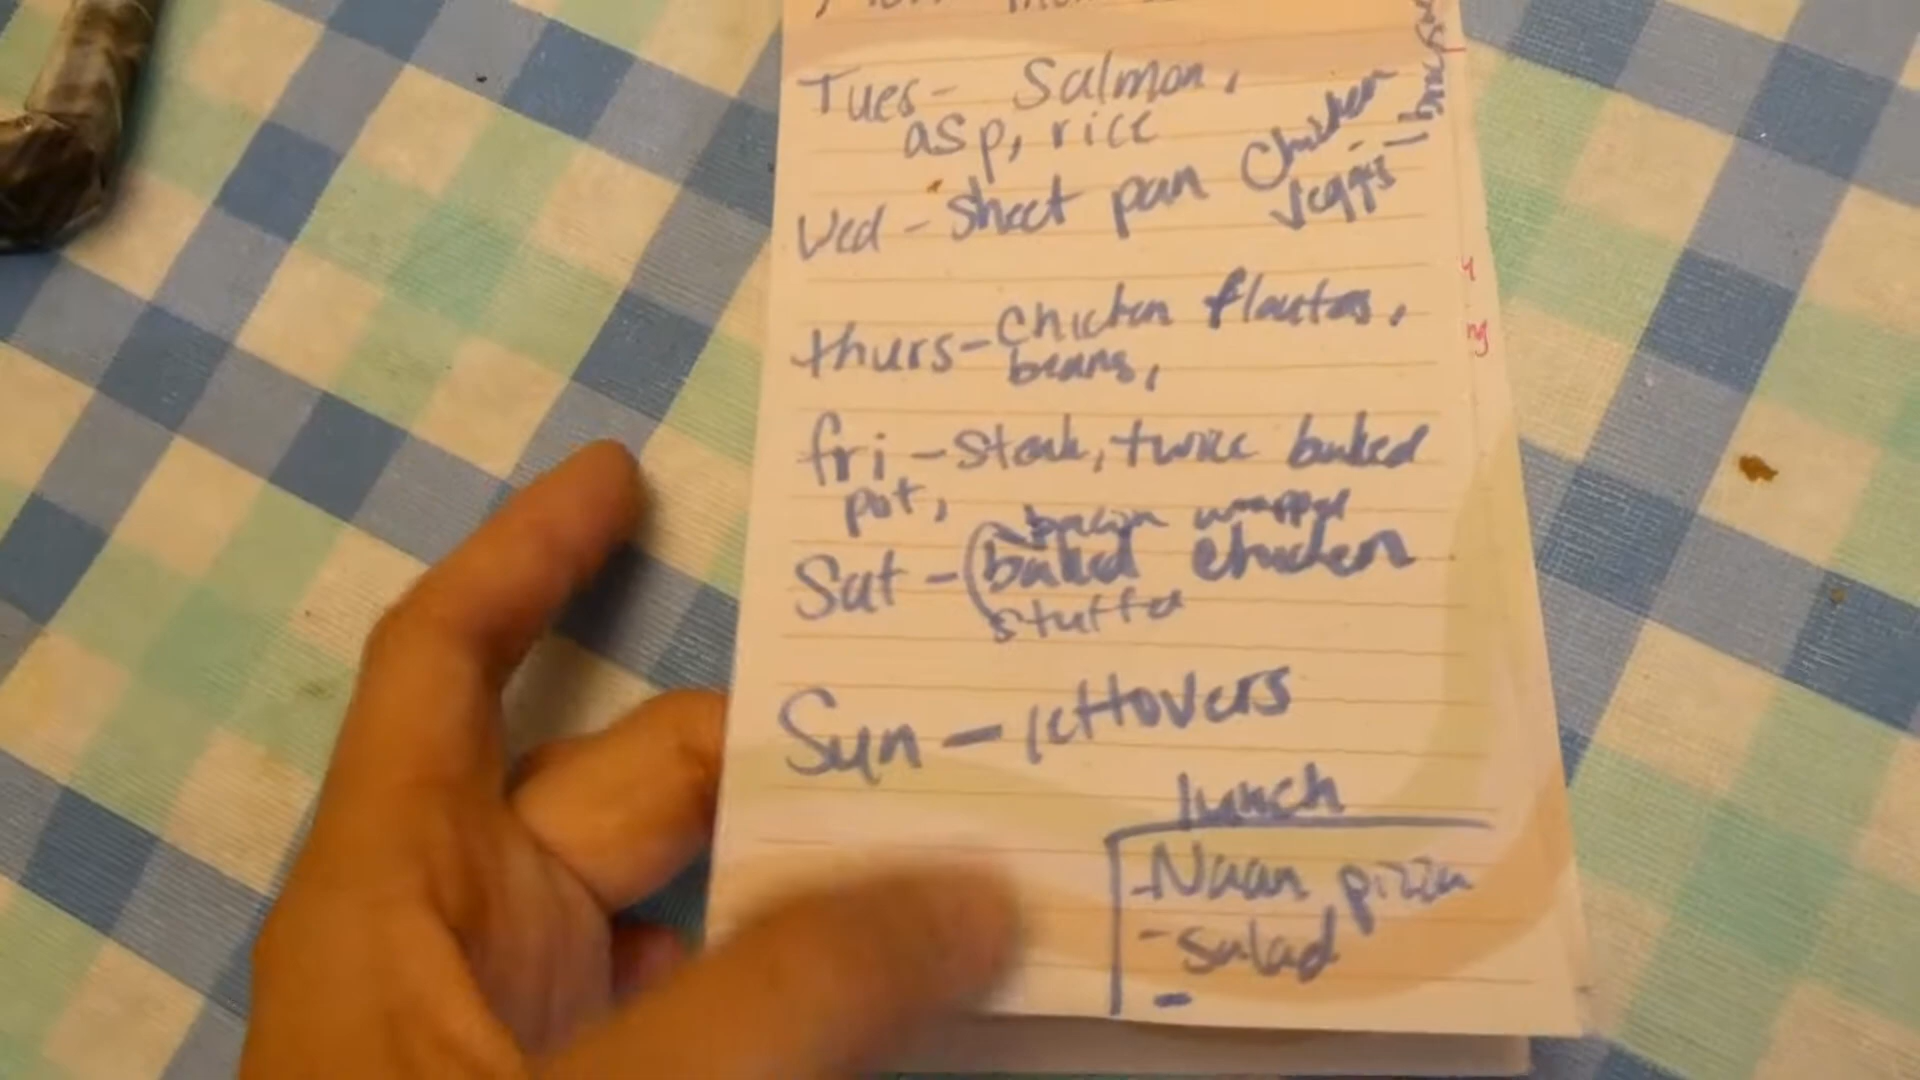 Tues- Salmon,
asp, rice
Wed - Sheet pan Chicken
veggis
thurs- Chicken flautas,
beans,
fri - Steak, twice baked
pot,
bacon wrapped
Sat - (baked chicken
stuffed
Sun - leftovers
lunch
-Naan pizza
-salad
-